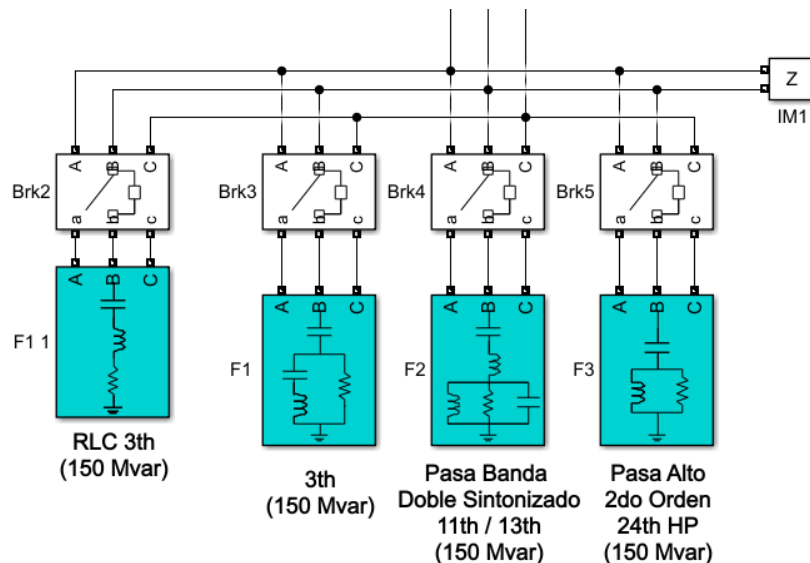 Z
IM1
A B C
A B C
A B C
A B C
Brk2
Brk3
Brk4
Brk5
a b c
a b c
a b c
a b c
A B C
A B C
A B C
A B C
F1 1
F1
F2
F3
RLC 3th
(150 Mvar)
3th
(150 Mvar)
Pasa Banda
Doble Sintonizado
11th / 13th
(150 Mvar)
Pasa Alto
2do Orden
24th HP
(150 Mvar)